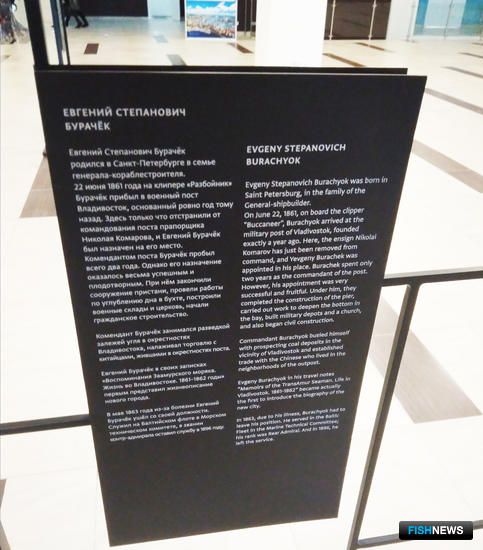 ЕВГЕНИЙ СТЕПАНОВИЧ
БУРАЧЁК
Евгений Степанович Бурачёк
родился в Санкт-Петербурге в семье
генерала-кораблестроителя.
22 июня 1861 года на клипере «Разбойник»
Бурачёк прибыл в военный пост
Владивосток, основанный ровно год тому
назад. Здесь только что отстранили от
командования поста прапорщика
Николая Комарова, и Евгений Бурачёк
был назначен на его место.
Комендантом поста Бурачёк пробыл
всего два года. Однако его назначение
оказалось весьма успешным и
плодотворным. При нём закончили
сооружение пристани, провели работы
по углублению дна в бухте, построили
военные склады и церковь, начали
гражданское строительство.
Комендант Бурачёк занимался разведкой
залежей угля в окрестностях
Владивостока, налаживал торговлю с
китайцами, жившими в окрестностях поста.
Евгений Бурачёк в своих записках
«Воспоминания Заамурского моряка.
Жизнь во Владивостоке. 1861-1862 годы»
первым представил жизнеописание
нового города.
В мае 1863 года из-за болезни Евгений
Бурачёк ушёл со своей должности.
Служил на Балтийском флоте в Морском
техническом комитете, в звании
контр-адмирала оставил службу в 1896 году.
EVGENY STEPANOVICH
BURACHYOK
Evgeny Stepanovich Burachyok was born in
Saint Petersburg, in the family of the
General-shipbuilder.
On June 22, 1861, on board the clipper
"Buccaneer", Burachyok arrived at the
military post of Vladivostok, founded
exactly a year ago. Here, the ensign Nikolai
Komarov has just been removed from
command, and Yevgeny Burachek was
appointed in his place. Burachek spent only
two years as the commandant of the post.
However, his appointment was very
successful and fruitful. Under him, they
completed the construction of the pier,
carried out work to deepen the bottom in
the bay, built military depots and a church,
and also began civil construction.
Commandant Burachyok busied himself
with prospecting coal deposits in the
vicinity of Vladivostok and established
trade with the Chinese who lived in the
neighborhoods of the outpost.
Evgeny Burachyok in his travel notes
"Memoirs of the TransAmur Seaman. Life in
Vladivostok. 1861-1862" became actually
the first to introduce the biography of the
new city.
In 1863, due to his illness, Burachyok had to
leave his position. He served in the Baltic
Fleet in the Marine Technical Committee;
his rank was Rear Admiral. And in 1896, he
left the service.
FISHNEWS